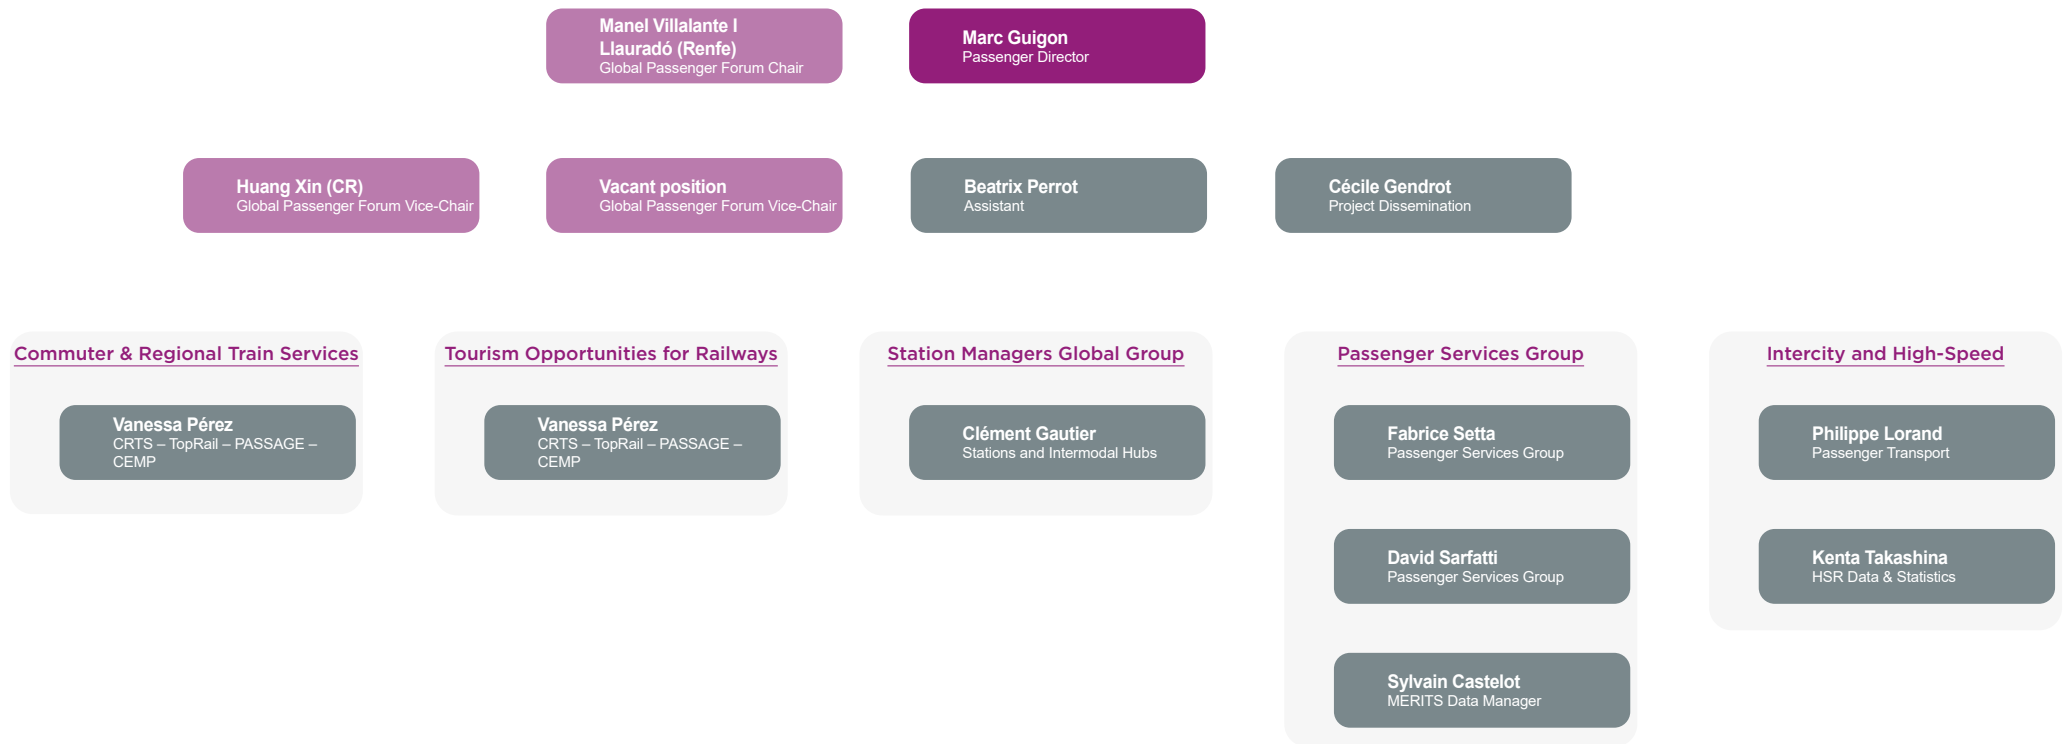 Manel Villalante I
Llauradó (Renfe)
Global Passenger Forum Chair
Marc Guigon
Passenger Director
Huang Xin (CR)
Global Passenger Forum Vice-Chair
Vacant position
Global Passenger Forum Vice-Chair
Beatrix Perrot
Assistant
Cécile Gendrot
Project Dissemination
Commuter & Regional Train Services
Vanessa Pérez
CRTS – TopRail – PASSAGE –
CEMP
Tourism Opportunities for Railways
Vanessa Pérez
CRTS – TopRail – PASSAGE –
CEMP
Station Managers Global Group
Clément Gautier
Stations and Intermodal Hubs
Passenger Services Group
Fabrice Setta
Passenger Services Group
David Sarfatti
Passenger Services Group
Sylvain Castelot
MERITS Data Manager
Intercity and High-Speed
Philippe Lorand
Passenger Transport
Kenta Takashina
HSR Data & Statistics